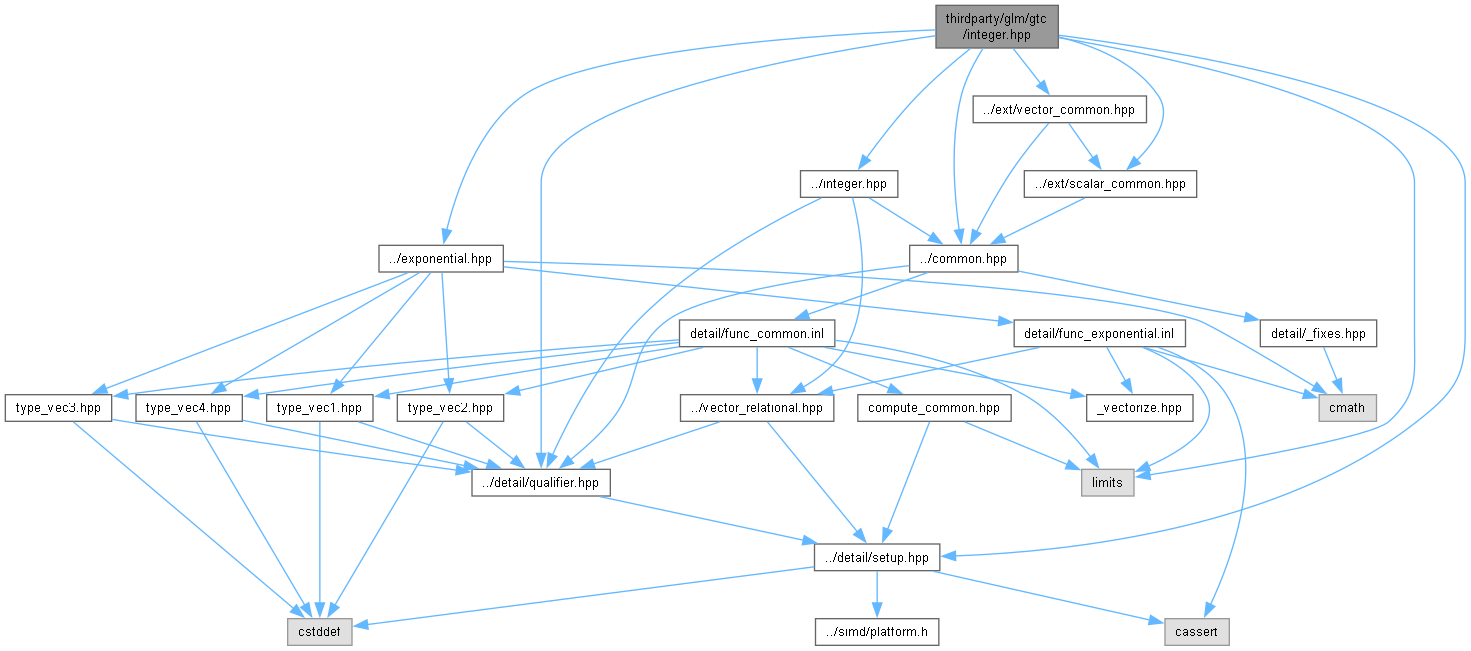 thirdparty/glm/gtc
/integer.hpp
../ext/vector_common.hpp
../integer.hpp
../ext/scalar_common.hpp
../exponential.hpp
../common.hpp
detail/func_common.inl
detail/func_exponential.inl
detail/_fixes.hpp
type_vec3.hpp
type_vec4.hpp
type_vec1.hpp
type_vec2.hpp
../vector_relational.hpp
compute_common.hpp
_vectorize.hpp
cmath
../detail/qualifier.hpp
limits
../detail/setup.hpp
cstddef
../simd/platform.h
cassert